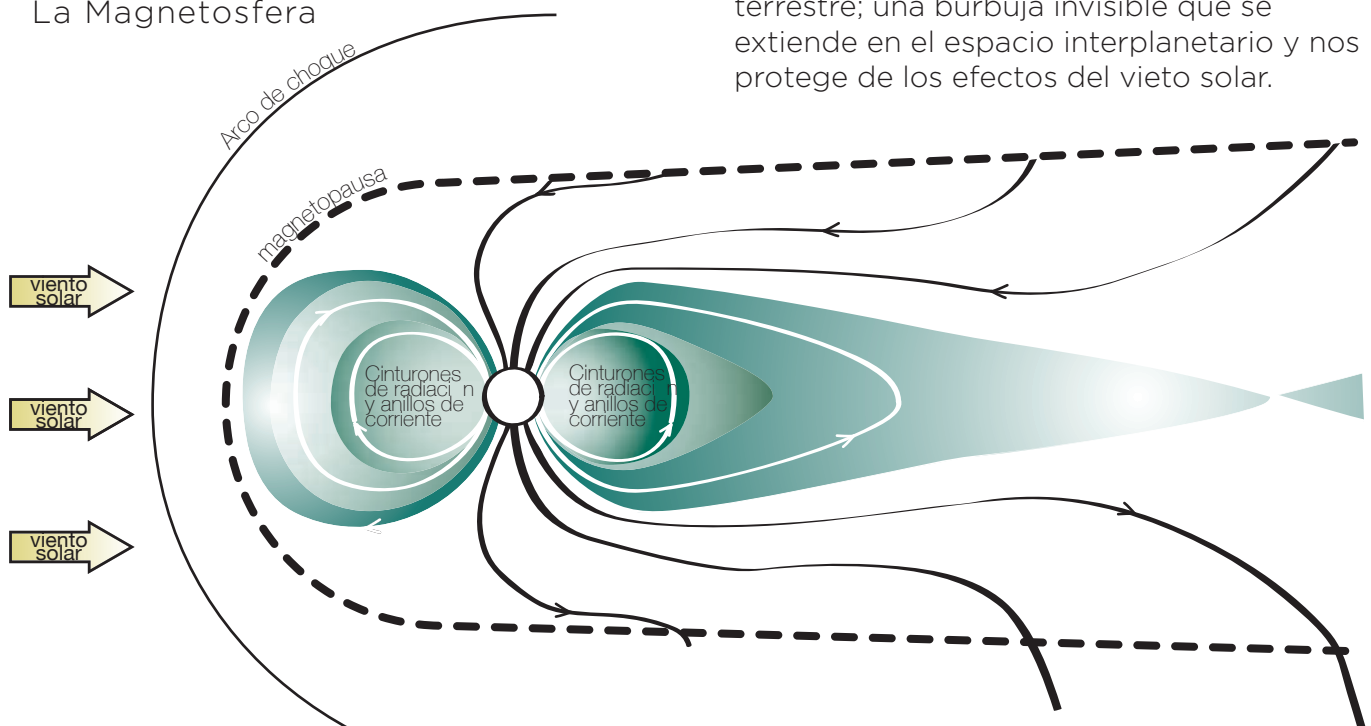 La Magnetosfera
terrestre; una burbuja invisible que se
extiende en el espacio interplanetario y nos
protege de los efectos del vieto solar.
Arco de choque
magnetopausa
viento
solar
viento
solar
viento
solar
Cinturones
de radiaci n
y anillos de
corriente
Cinturones
de radiaci n
y anillos de
corriente